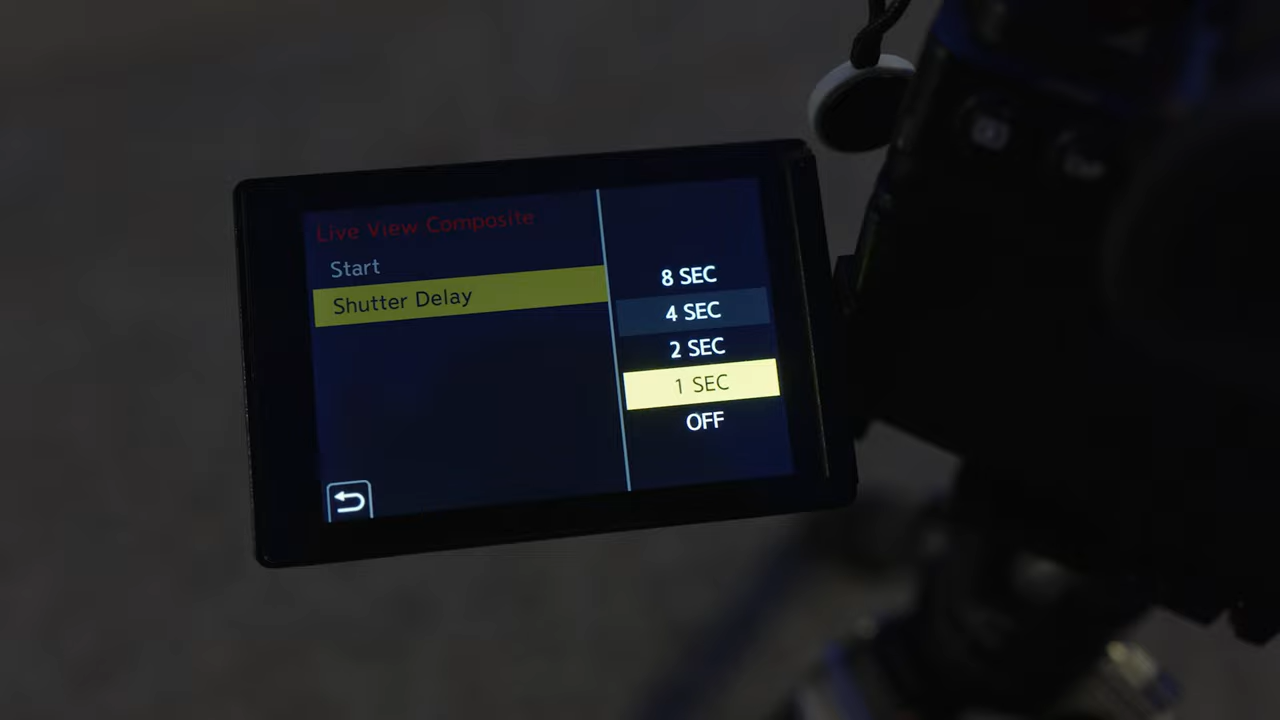 Live View Composite
Start
Shutter Delay
8 SEC
4 SEC
2 SEC
1 SEC
OFF